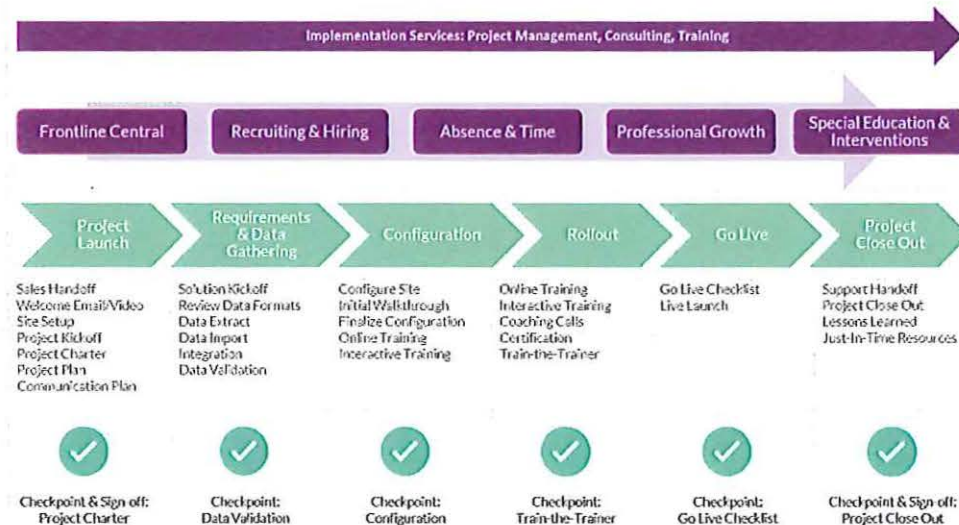 Implementation Services: Project Management, Consulting, Training
Frontline Central
Recruiting & Hiring
Absence & Time
Professional Growth
Special Education &
Interventions
Project
Launch
Requirements
& Data
Gathering
Configuration
Rollout
Go Live
Project
Close Out
Sales Handoff
Welcome Email/Video
Site Setup
Project Kickoff
Project Charter
Project Plan
Communication Plan
Solution Kickoff
Review Data Formats
Data Extract
Data Import
Integration
Data Validation
Configure Site
Initial Walkthrough
Finalize Configuration
Online Training
Interactive Training
Online Training
Interactive Training
Coaching Calls
Certification
Train-the-Trainer
Go Live Checklist
Live Launch
Support Handoff
Project Close Out
Lessons Learned
Just-In-Time Resources
Checkpoint & Sign-off:
Project Charter
Checkpoint:
Data Validation
Checkpoint:
Configuration
Checkpoint:
Train-the-Trainer
Checkpoint:
Go Live Checklist
Checkpoint & Sign-off:
Project Close Out